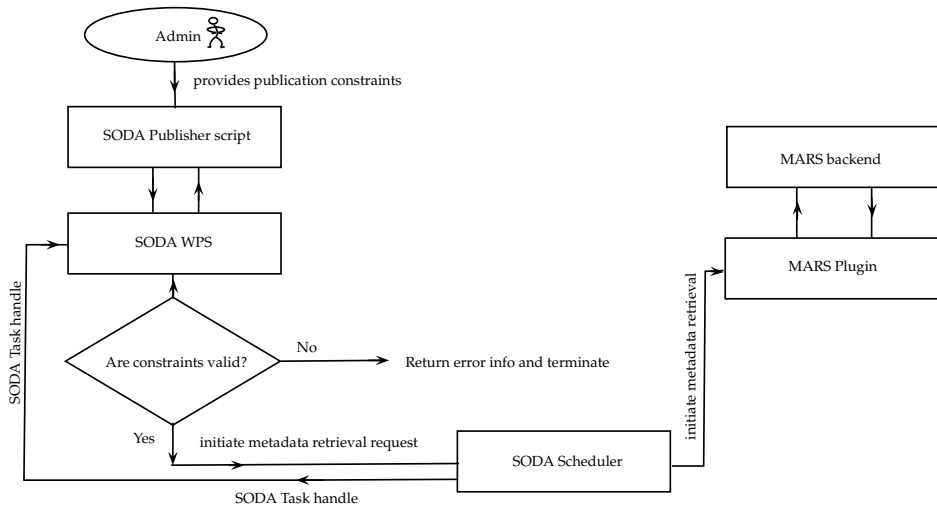 Admin
provides publication constraints
SODA Publisher script
MARS backend
SODA WPS
MARS Plugin
SODA Task handle
initiate metadata retrieval
Are constraints valid?
No
Return error info and terminate
Yes
initiate metadata retrieval request
SODA Scheduler
SODA Task handle